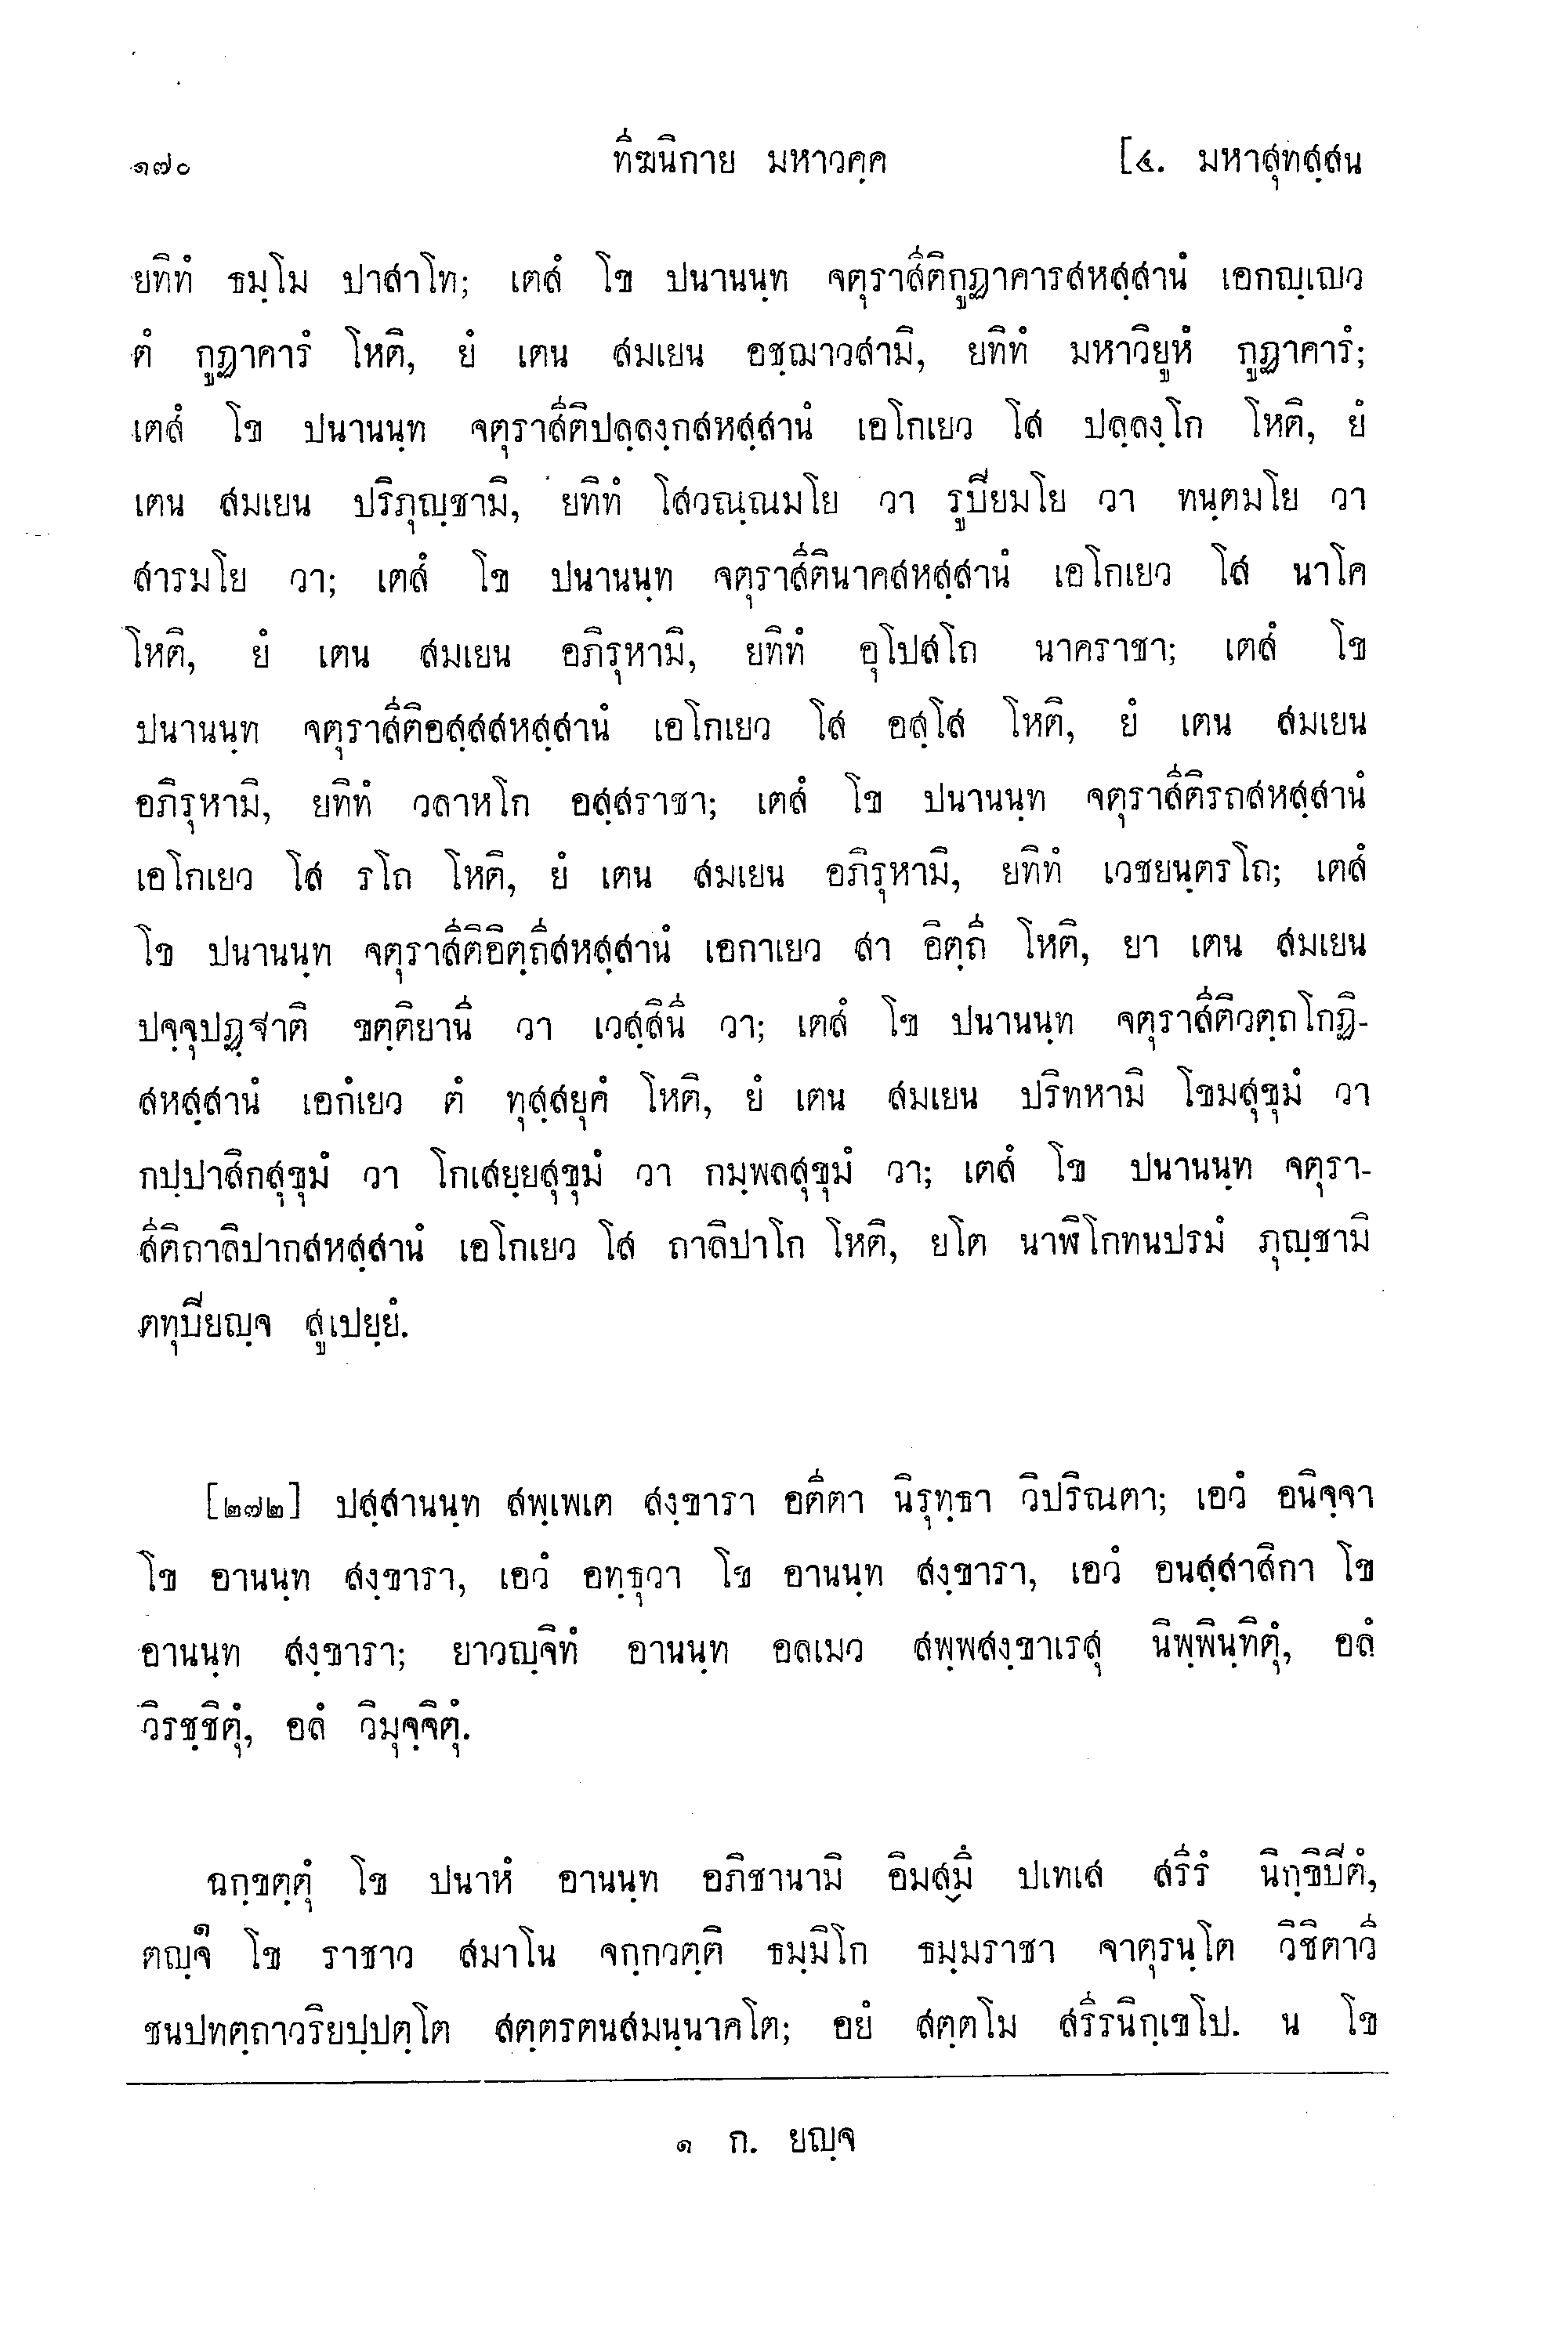 ๑๗๐ ทีฆนิกาย มหาวคฺค [๔. มหาสุทสฺสน
ยทิทํ ธมฺโม ปาสาโท; เตสํ โข ปนานนฺท จตุราสีติกูฏาคารสหสฺสานํ เอกญฺเญว
ตํ กูฏาคารํ โหติ, ยํ เตน สมเยน อชฺฌาวสามิ, ยทิทํ มหาวิยูหํ กูฏาคารํ;
เตสํ โข ปนานนฺท จตุราสีติปลฺลงฺกสหสฺสานํ เอโกเยว โส ปลฺลงฺโก โหติ, ยํ
เตน สมเยน ปริภุญฺชามิ, ยทิทํ โสวณฺณมโย วา รูปิยมโย วา ทนฺตมโย วา
สารมโย วา; เตสํ โข ปนานนฺท จตุราสีตินาคสหสฺสานํ เอโกเยว โส นาโค
โหติ, ยํ เตน สมเยน อภิรุหามิ, ยทิทํ อุโปสโถ นาคราชา; เตสํ โข
ปนานนฺท จตุราสีติอสฺสสหสฺสานํ เอโกเยว โส อสฺโส โหติ, ยํ เตน สมเยน
อภิรุหามิ, ยทิทํ วลาหโก อสฺสราชา; เตสํ โข ปนานนฺท จตุราสีติรถสหสฺสานํ
เอโกเยว โส รโถ โหติ, ยํ เตน สมเยน อภิรุหามิ, ยทิทํ เวชยนฺตรโถ; เตสํ
โข ปนานนฺท จตุราสีติอิตฺถีสหสฺสานํ เอกาเยว สา อิตฺถี โหติ, ยา เตน สมเยน
ปจฺจุปฏฺฐาติ ขตฺติยานี วา เวสฺสินี วา; เตสํ โข ปนานนฺท จตุราสีติวตฺถโกฏิ-
สหสฺสานํ เอกํเยว ตํ ทุสฺสยุคํ โหติ, ยํ เตน สมเยน ปริทหามิ โขมสุขุมํ วา
กปฺปาสิกสุขุมํ วา โกเสยฺยสุขุมํ วา กมฺพลสุขุมํ วา; เตสํ โข ปนานนฺท จตุรา-
สีติถาลิปากสหสฺสานํ เอโกเยว โส ถาลิปาโก โหติ, ยโต นาฬิโกทนปรมํ ภุญฺชามิ
ตทุปิยญฺจ สูเปยฺยํ.
[๒๗๒] ปสฺสานนฺท สพฺเพเต สงฺขารา อตีตา นิรุทฺธา วิปริณตา; เอวํ อนิจฺจา
โข อานนฺท สงฺขารา, เอวํ อทฺธุวา โข อานนฺท สงฺขารา, เอวํ อนสฺสาสิกา โข
อานนฺท สงฺขารา; ยาวญฺจิทํ อานนฺท อลเมว สพฺพสงฺขาเรสุ นิพฺพินฺทิตุํ, อลํ
วิรชฺชิตุํ, อลํ วิมุจฺจิตุํ.
ฉกฺขตฺตุํ โข ปนาหํ อานนฺท อภิชานามิ อิมสฺมิํ ปเทเส สรีรํ นิกฺขิปิตํ,
ตญฺจ๑ โข ราชาว สมาโน จกฺกวตฺตี ธมฺมิโก ธมฺมราชา จาตุรนฺโต วิชิตาวี
ชนปทตฺถาวริยปฺปตฺโต สตฺตรตนสมนฺนาคโต; อยํ สตฺตโม สรีรนิกฺเขโป. น โข
๑ ก. ยญฺจ